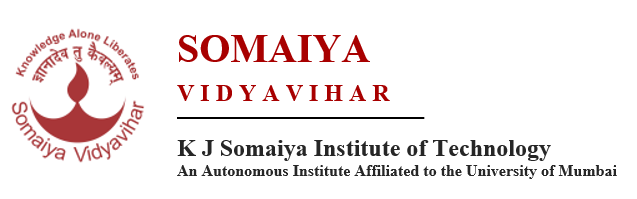 Knowledge Alone Liberates
ज्ञानादेव तु कैवल्यम्
Somaiya Vidyavihar
SOMAIYA
VIDYAVIHAR
K J Somaiya Institute of Technology
An Autonomous Institute Affiliated to the University of Mumbai